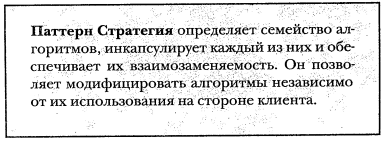 Паттерн Стратегия определяет семейство ал-
горитмов, инкапсулирует каждый из них и обе-
спечивает их взаимозаменяемость. Он позво-
ляет модифицировать алгоритмы независимо
от их использования на стороне клиента.